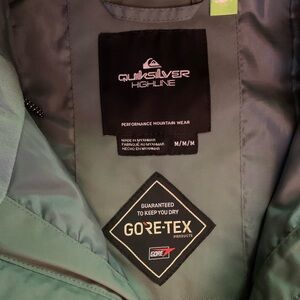 QUIKSILVER
HIGHLINE
PERFORMANCE MOUNTAIN WEAR
MADE IN MYANMAR
FABRIQUÉ AU MYANMAR
HECHO EN MYANMAR
M/M/M
GUARANTEED
TO KEEP YOU DRY
GORE-TEX
PRODUCTS
GORE